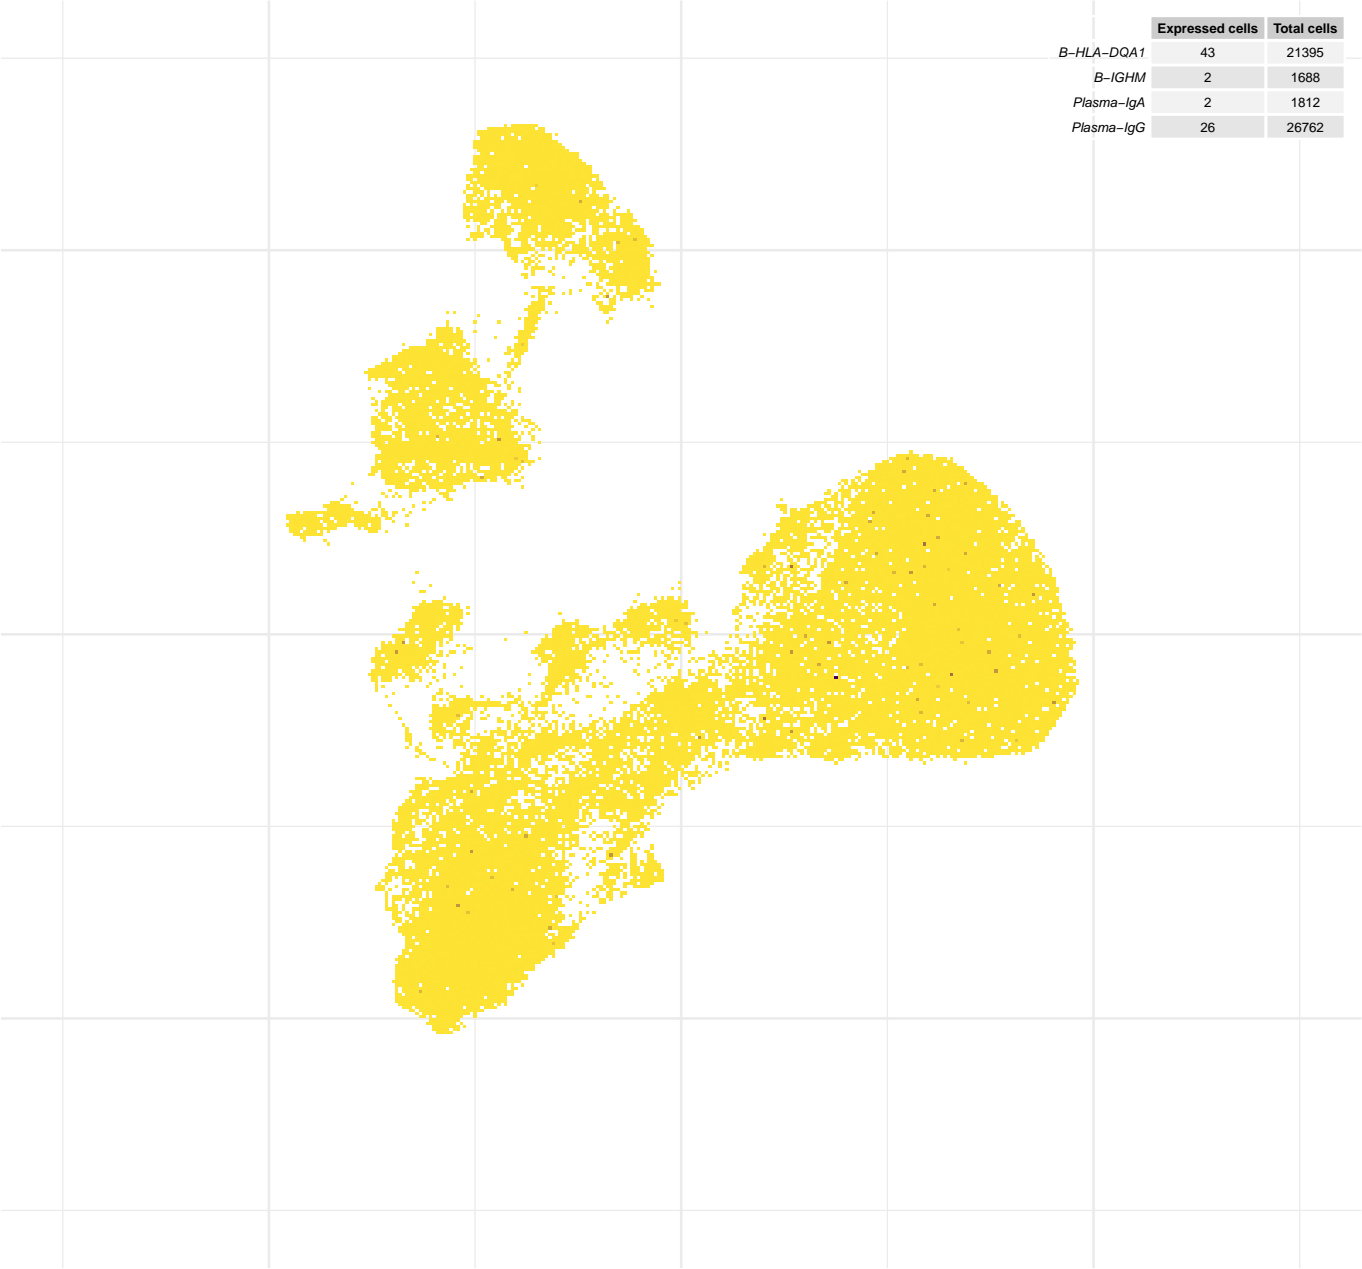 Expressed cells Total cells
B−HLA−DQA1 43 21395
B−IGHM 2 1688
Plasma−IgA 2 1812
Plasma−IgG 26 26762